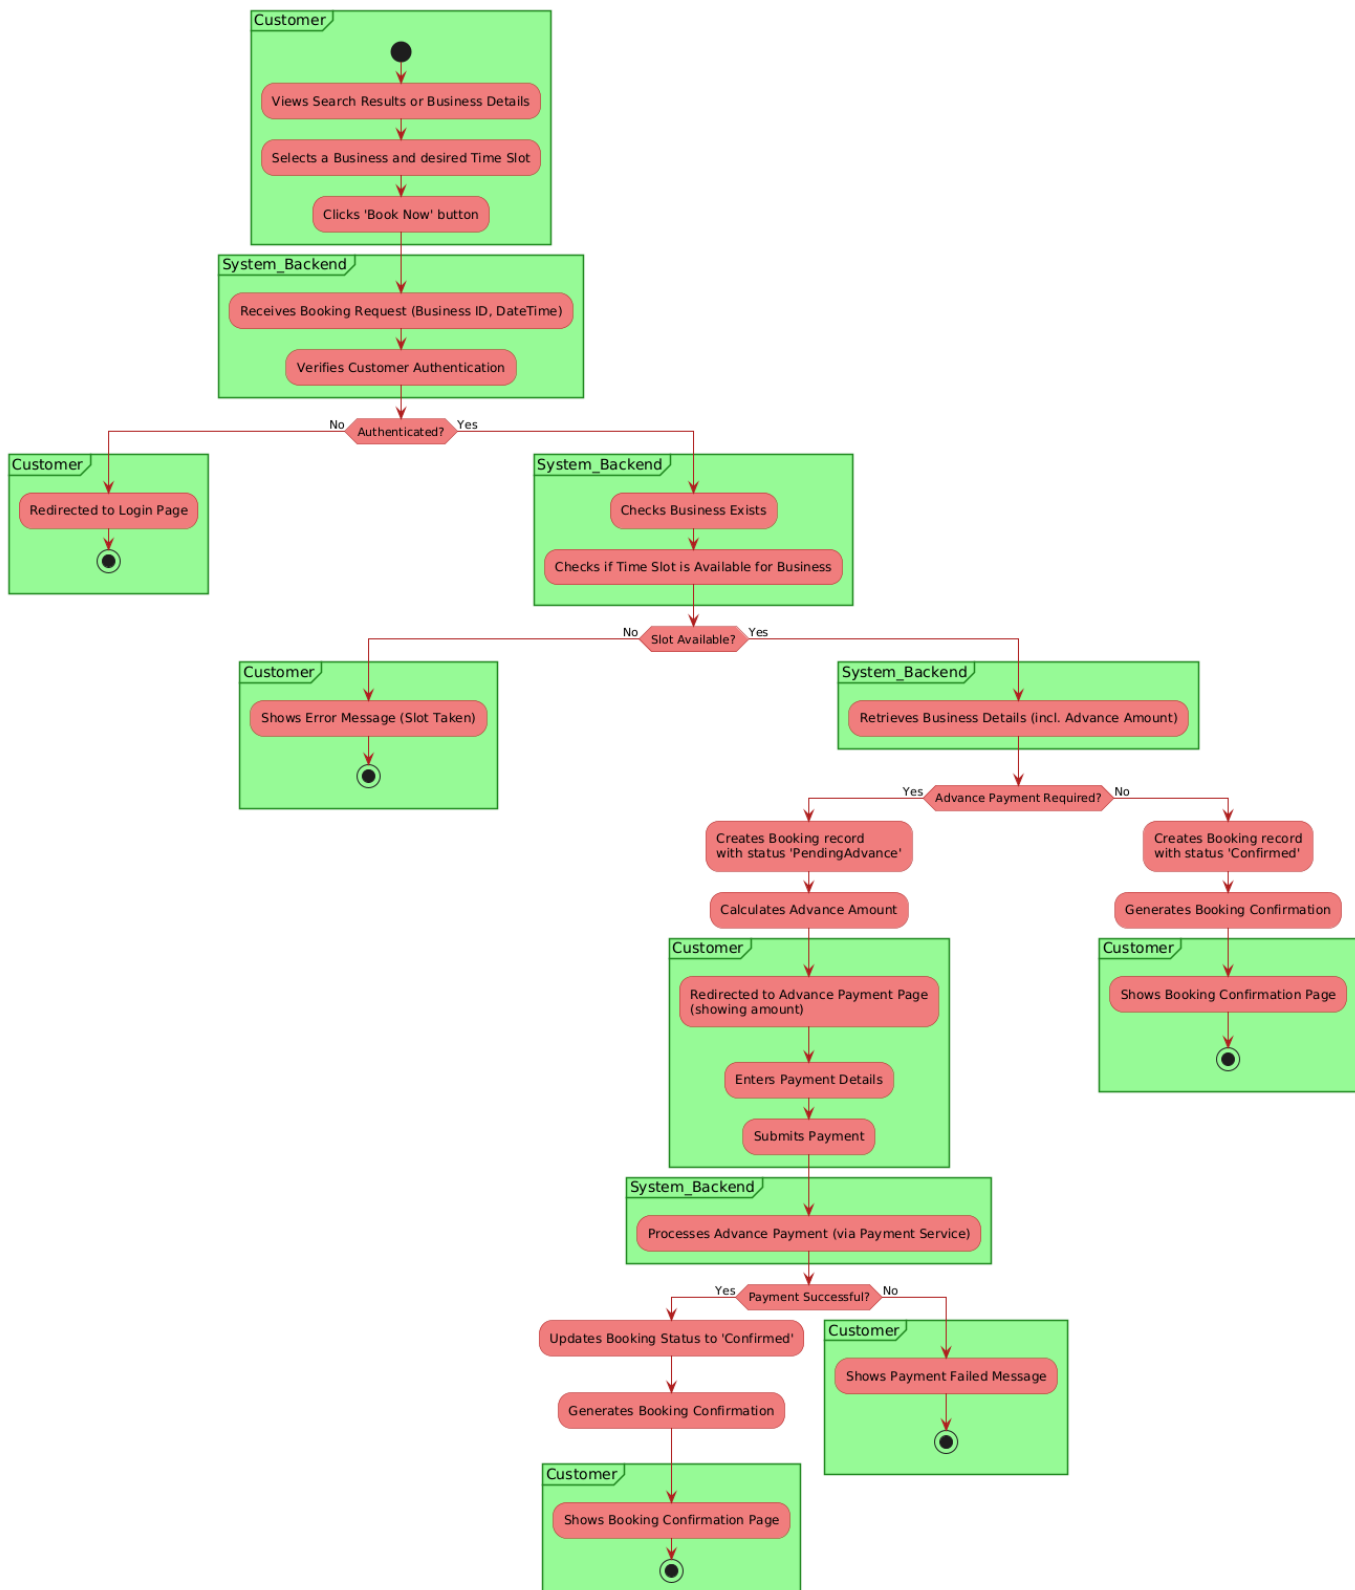 Customer
Views Search Results or Business Details
Selects a Business and desired Time Slot
Clicks 'Book Now' button
System_Backend
Receives Booking Request (Business ID, DateTime)
Verifies Customer Authentication
No
Authenticated?
Yes
Customer
Redirected to Login Page
System_Backend
Checks Business Exists
Checks if Time Slot is Available for Business
No
Slot Available?
Yes
Customer
Shows Error Message (Slot Taken)
System_Backend
Retrieves Business Details (incl. Advance Amount)
Yes
Advance Payment Required?
No
Creates Booking record
with status 'PendingAdvance'
Calculates Advance Amount
Customer
Redirected to Advance Payment Page
(showing amount)
Enters Payment Details
Submits Payment
System_Backend
Processes Advance Payment (via Payment Service)
Yes
Payment Successful?
No
Updates Booking Status to 'Confirmed'
Generates Booking Confirmation
Customer
Shows Booking Confirmation Page
Customer
Shows Payment Failed Message
Creates Booking record
with status 'Confirmed'
Generates Booking Confirmation
Customer
Shows Booking Confirmation Page